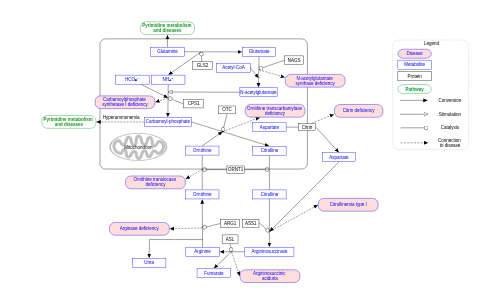 Pyrimidine metabolism
and diseases
Glutamine
Glutamate
GLS2
NAGS
Acetyl-CoA
HCO₃-
NH₄+
N-acetylglutamate
synthase deficiency
N-acetylglutamate
Carbamoylphosphate
synthetase I deficiency
CPS1
OTC
Ornithine transcarbamylase
deficiency
Citrin deficiency
Pyrimidine metabolism
and diseases
Hyperammonemia
Carbamyl-phosphate
Aspartate
Citrin
Mitochondrion
Ornithine
Citrulline
Aspartate
ORNT1
Ornithine translocase
deficiency
Ornithine
Citrulline
Citrullinemia type I
Arginase deficiency
ARG1
ASS1
ASL
Arginine
Argininosuccinate
Urea
Fumarate
Argininosuccinic
aciduria
Legend
Disease
Metabolite
Protein
Pathway
Conversion
Stimulation
Catalysis
Connection
to disease